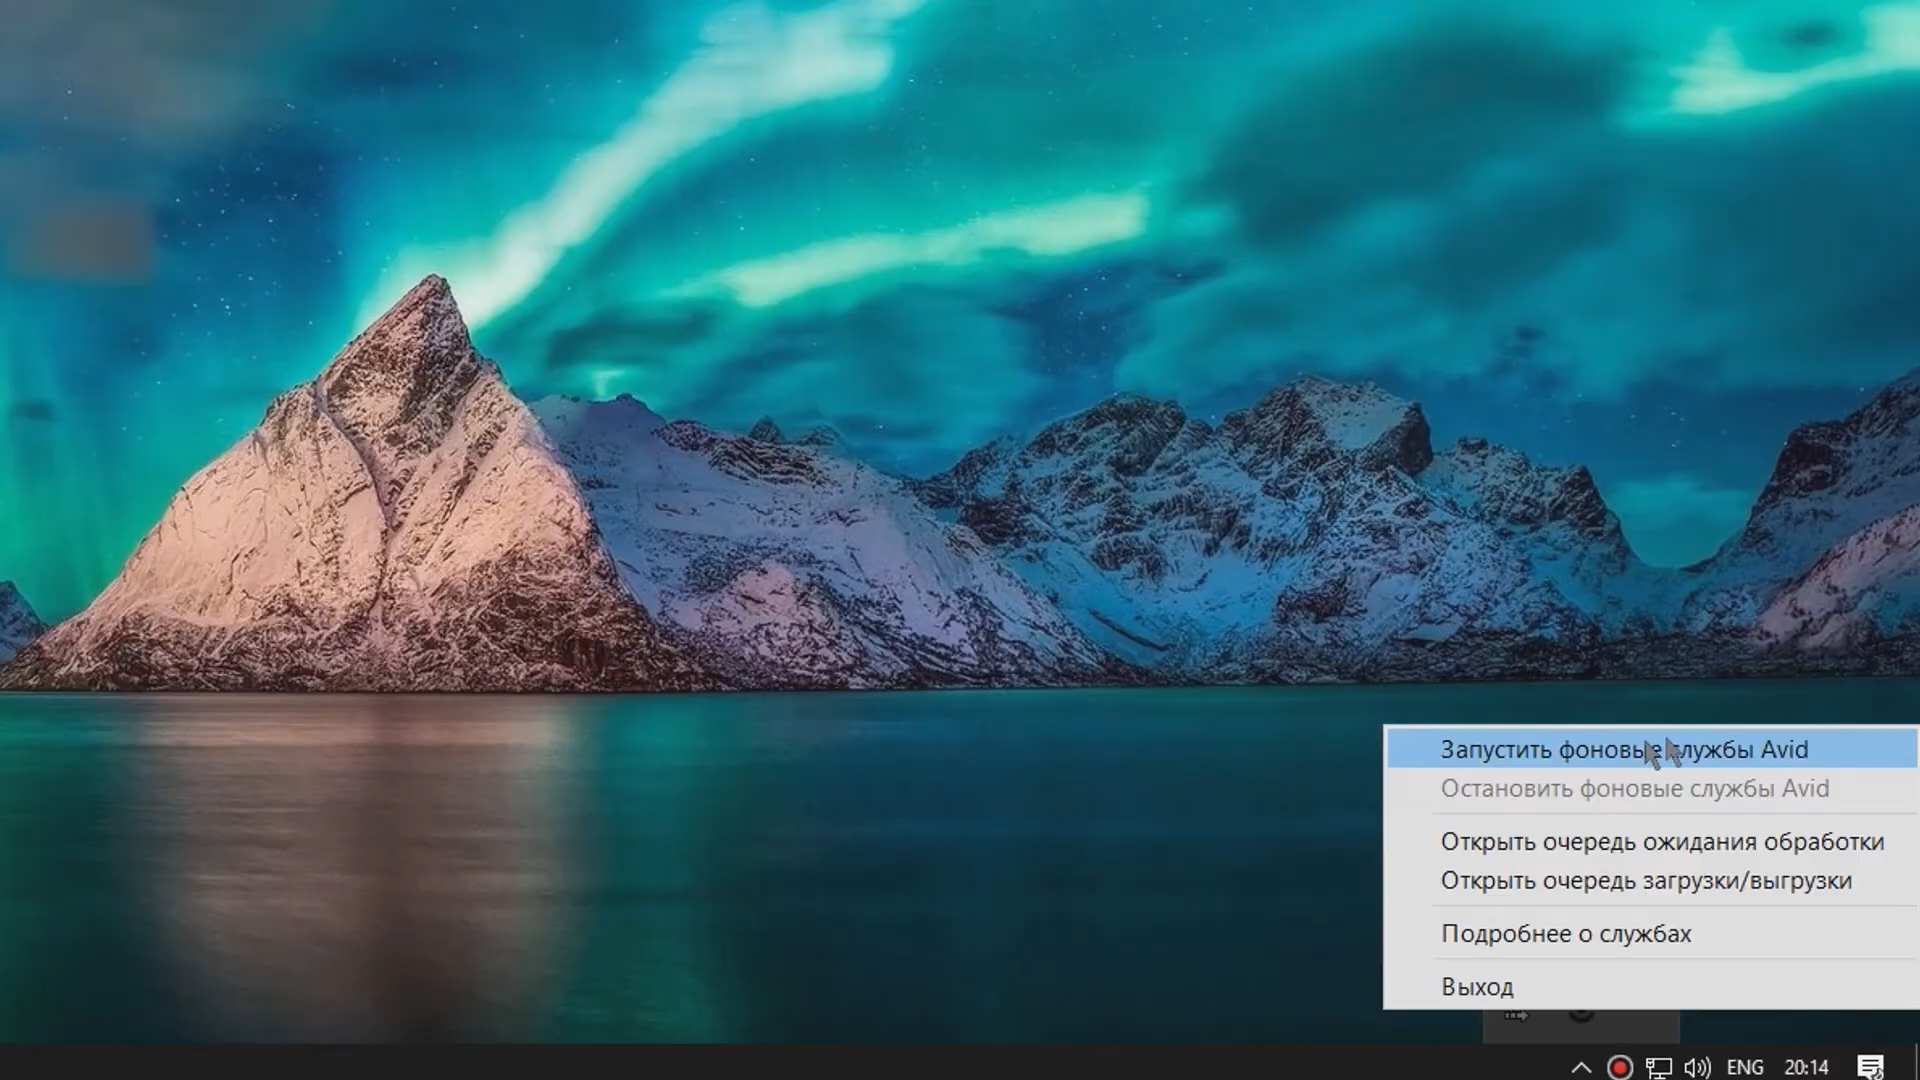 Запустить фоновые службы Avid
Остановить фоновые службы Avid
Открыть очередь ожидания обработки
Открыть очередь загрузки/выгрузки
Подробнее о службах
Выход
ENG
20:14